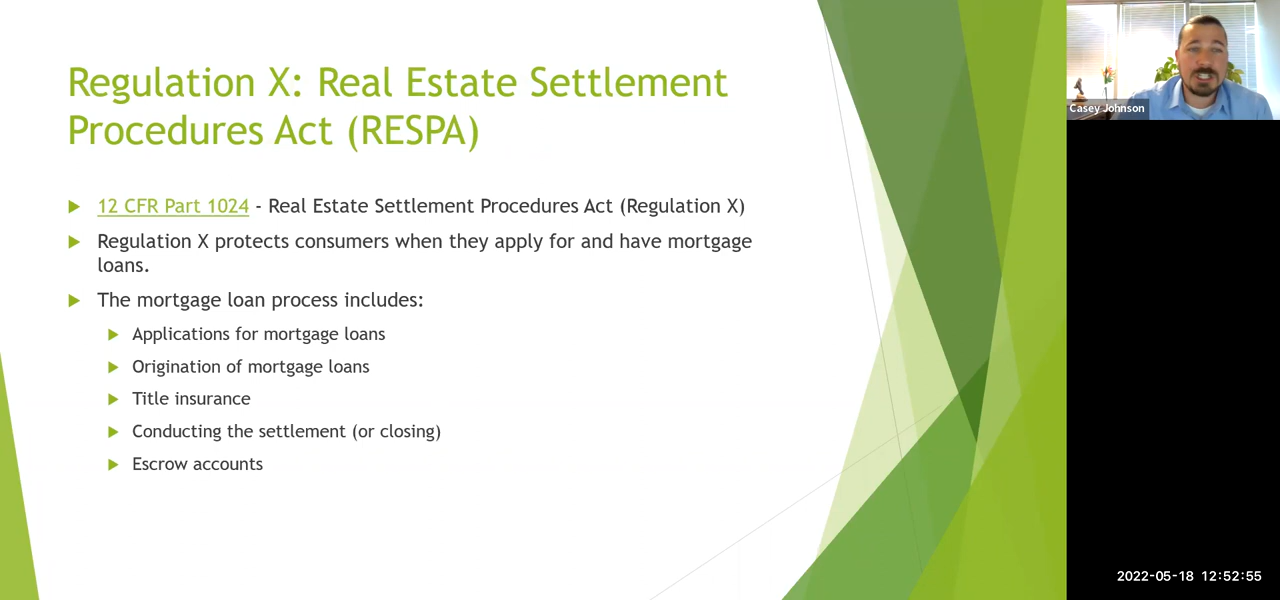 Regulation X: Real Estate Settlement
Procedures Act (RESPA)
12 CFR Part 1024 - Real Estate Settlement Procedures Act (Regulation X)
Regulation X protects consumers when they apply for and have mortgage
loans.
The mortgage loan process includes:
Applications for mortgage loans
Origination of mortgage loans
Title insurance
Conducting the settlement (or closing)
Escrow accounts
Casey Johnson
2022-05-18 12:52:55